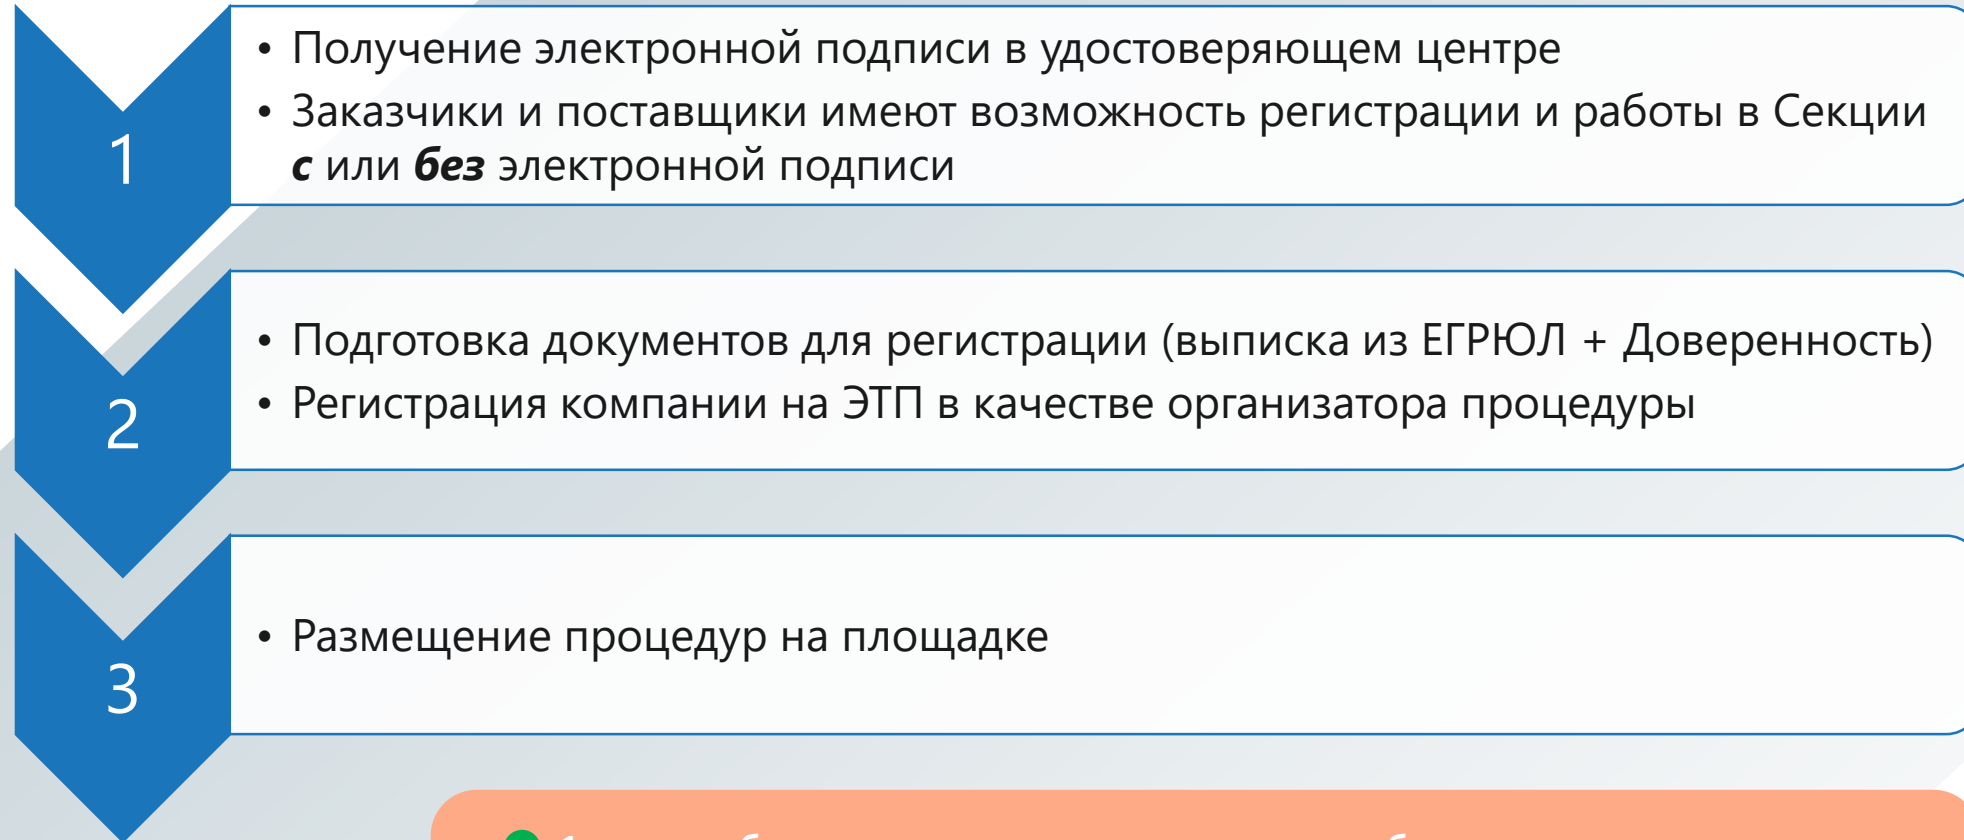 1
• Получение электронной подписи в удостоверяющем центре
• Заказчики и поставщики имеют возможность регистрации и работы в Секции
с или без электронной подписи
2
• Подготовка документов для регистрации (выписка из ЕГРЮЛ + Доверенность)
• Регистрация компании на ЭТП в качестве организатора процедуры
3
• Размещение процедур на площадке